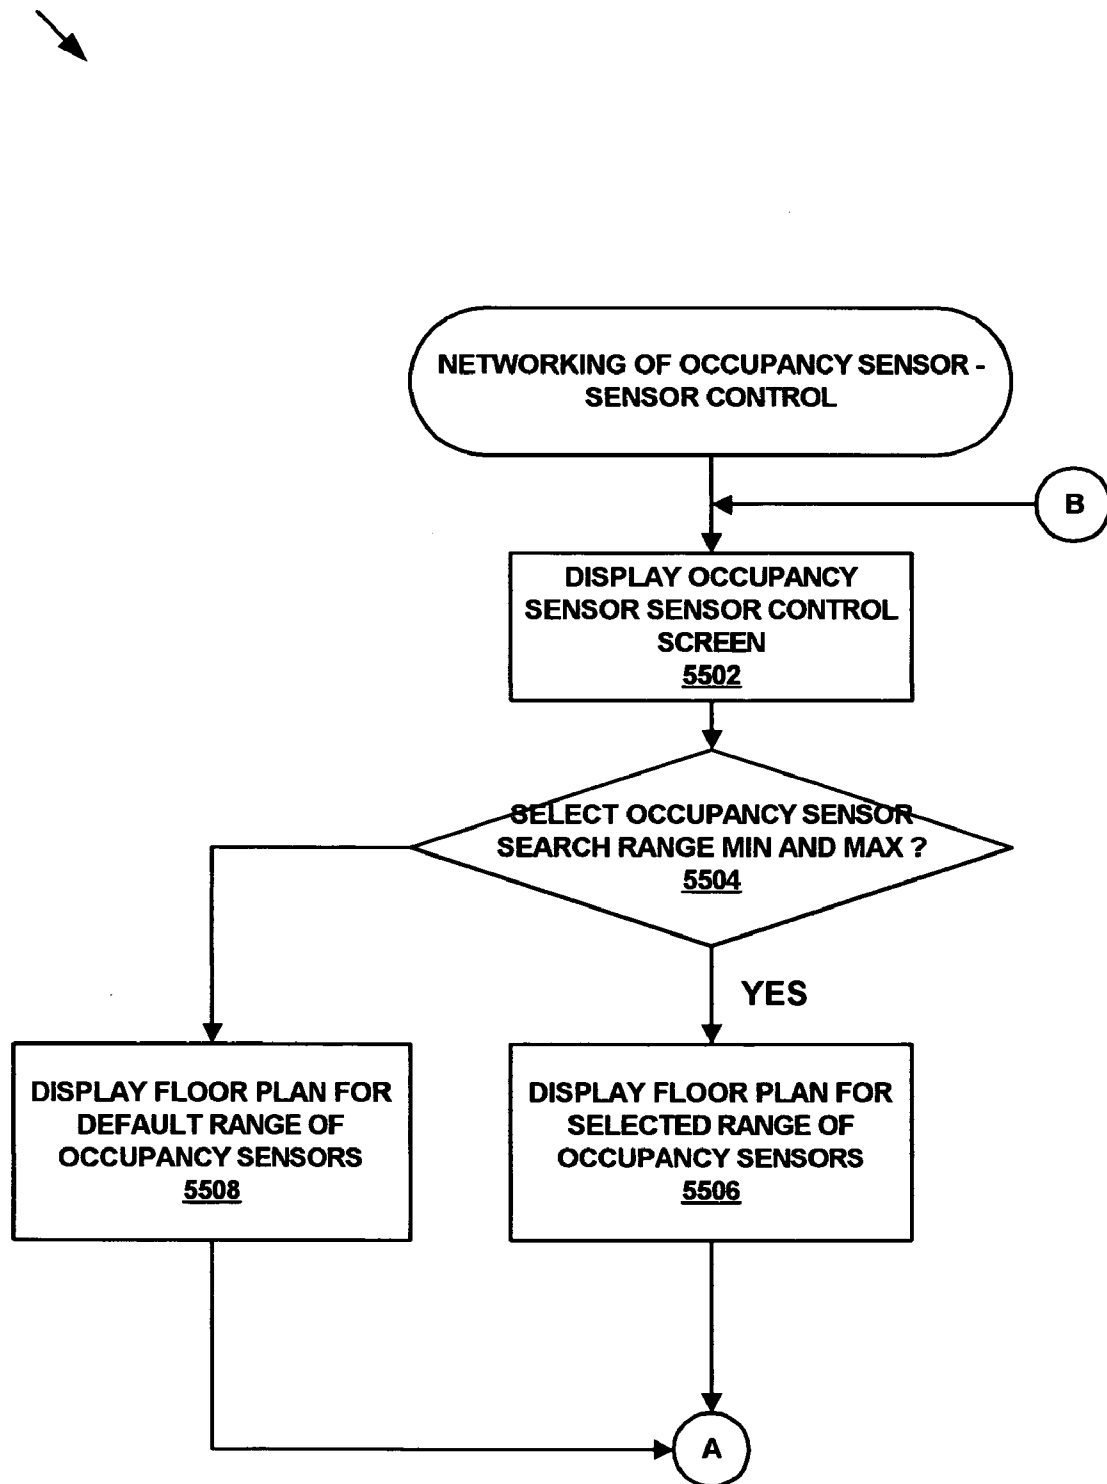 NETWORKING OF OCCUPANCY SENSOR -
SENSOR CONTROL
B
DISPLAY OCCUPANCY
SENSOR SENSOR CONTROL
SCREEN
5502
SELECT OCCUPANCY SENSOR
SEARCH RANGE MIN AND MAX ?
5504
YES
DISPLAY FLOOR PLAN FOR
DEFAULT RANGE OF
OCCUPANCY SENSORS
5508
DISPLAY FLOOR PLAN FOR
SELECTED RANGE OF
OCCUPANCY SENSORS
5506
A